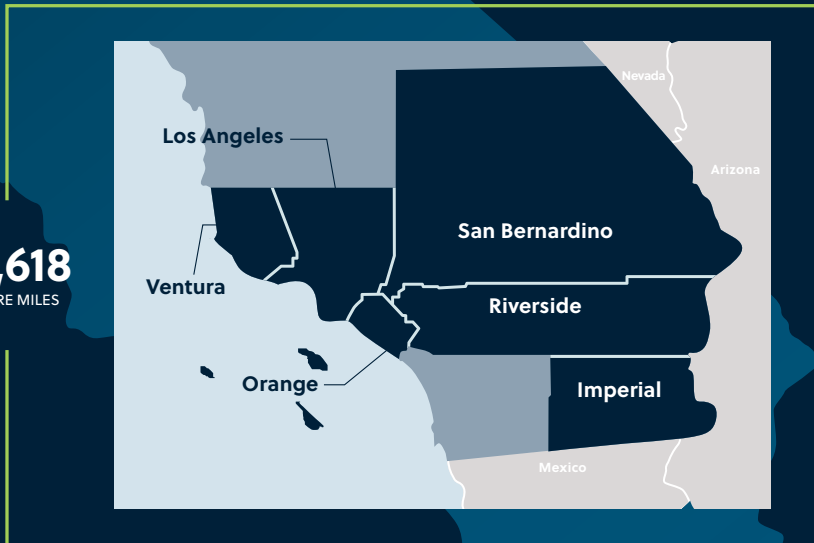 Nevada
Los Angeles
Arizona
San Bernardino
,618
RE MILES
Ventura
Riverside
Orange
Imperial
Mexico